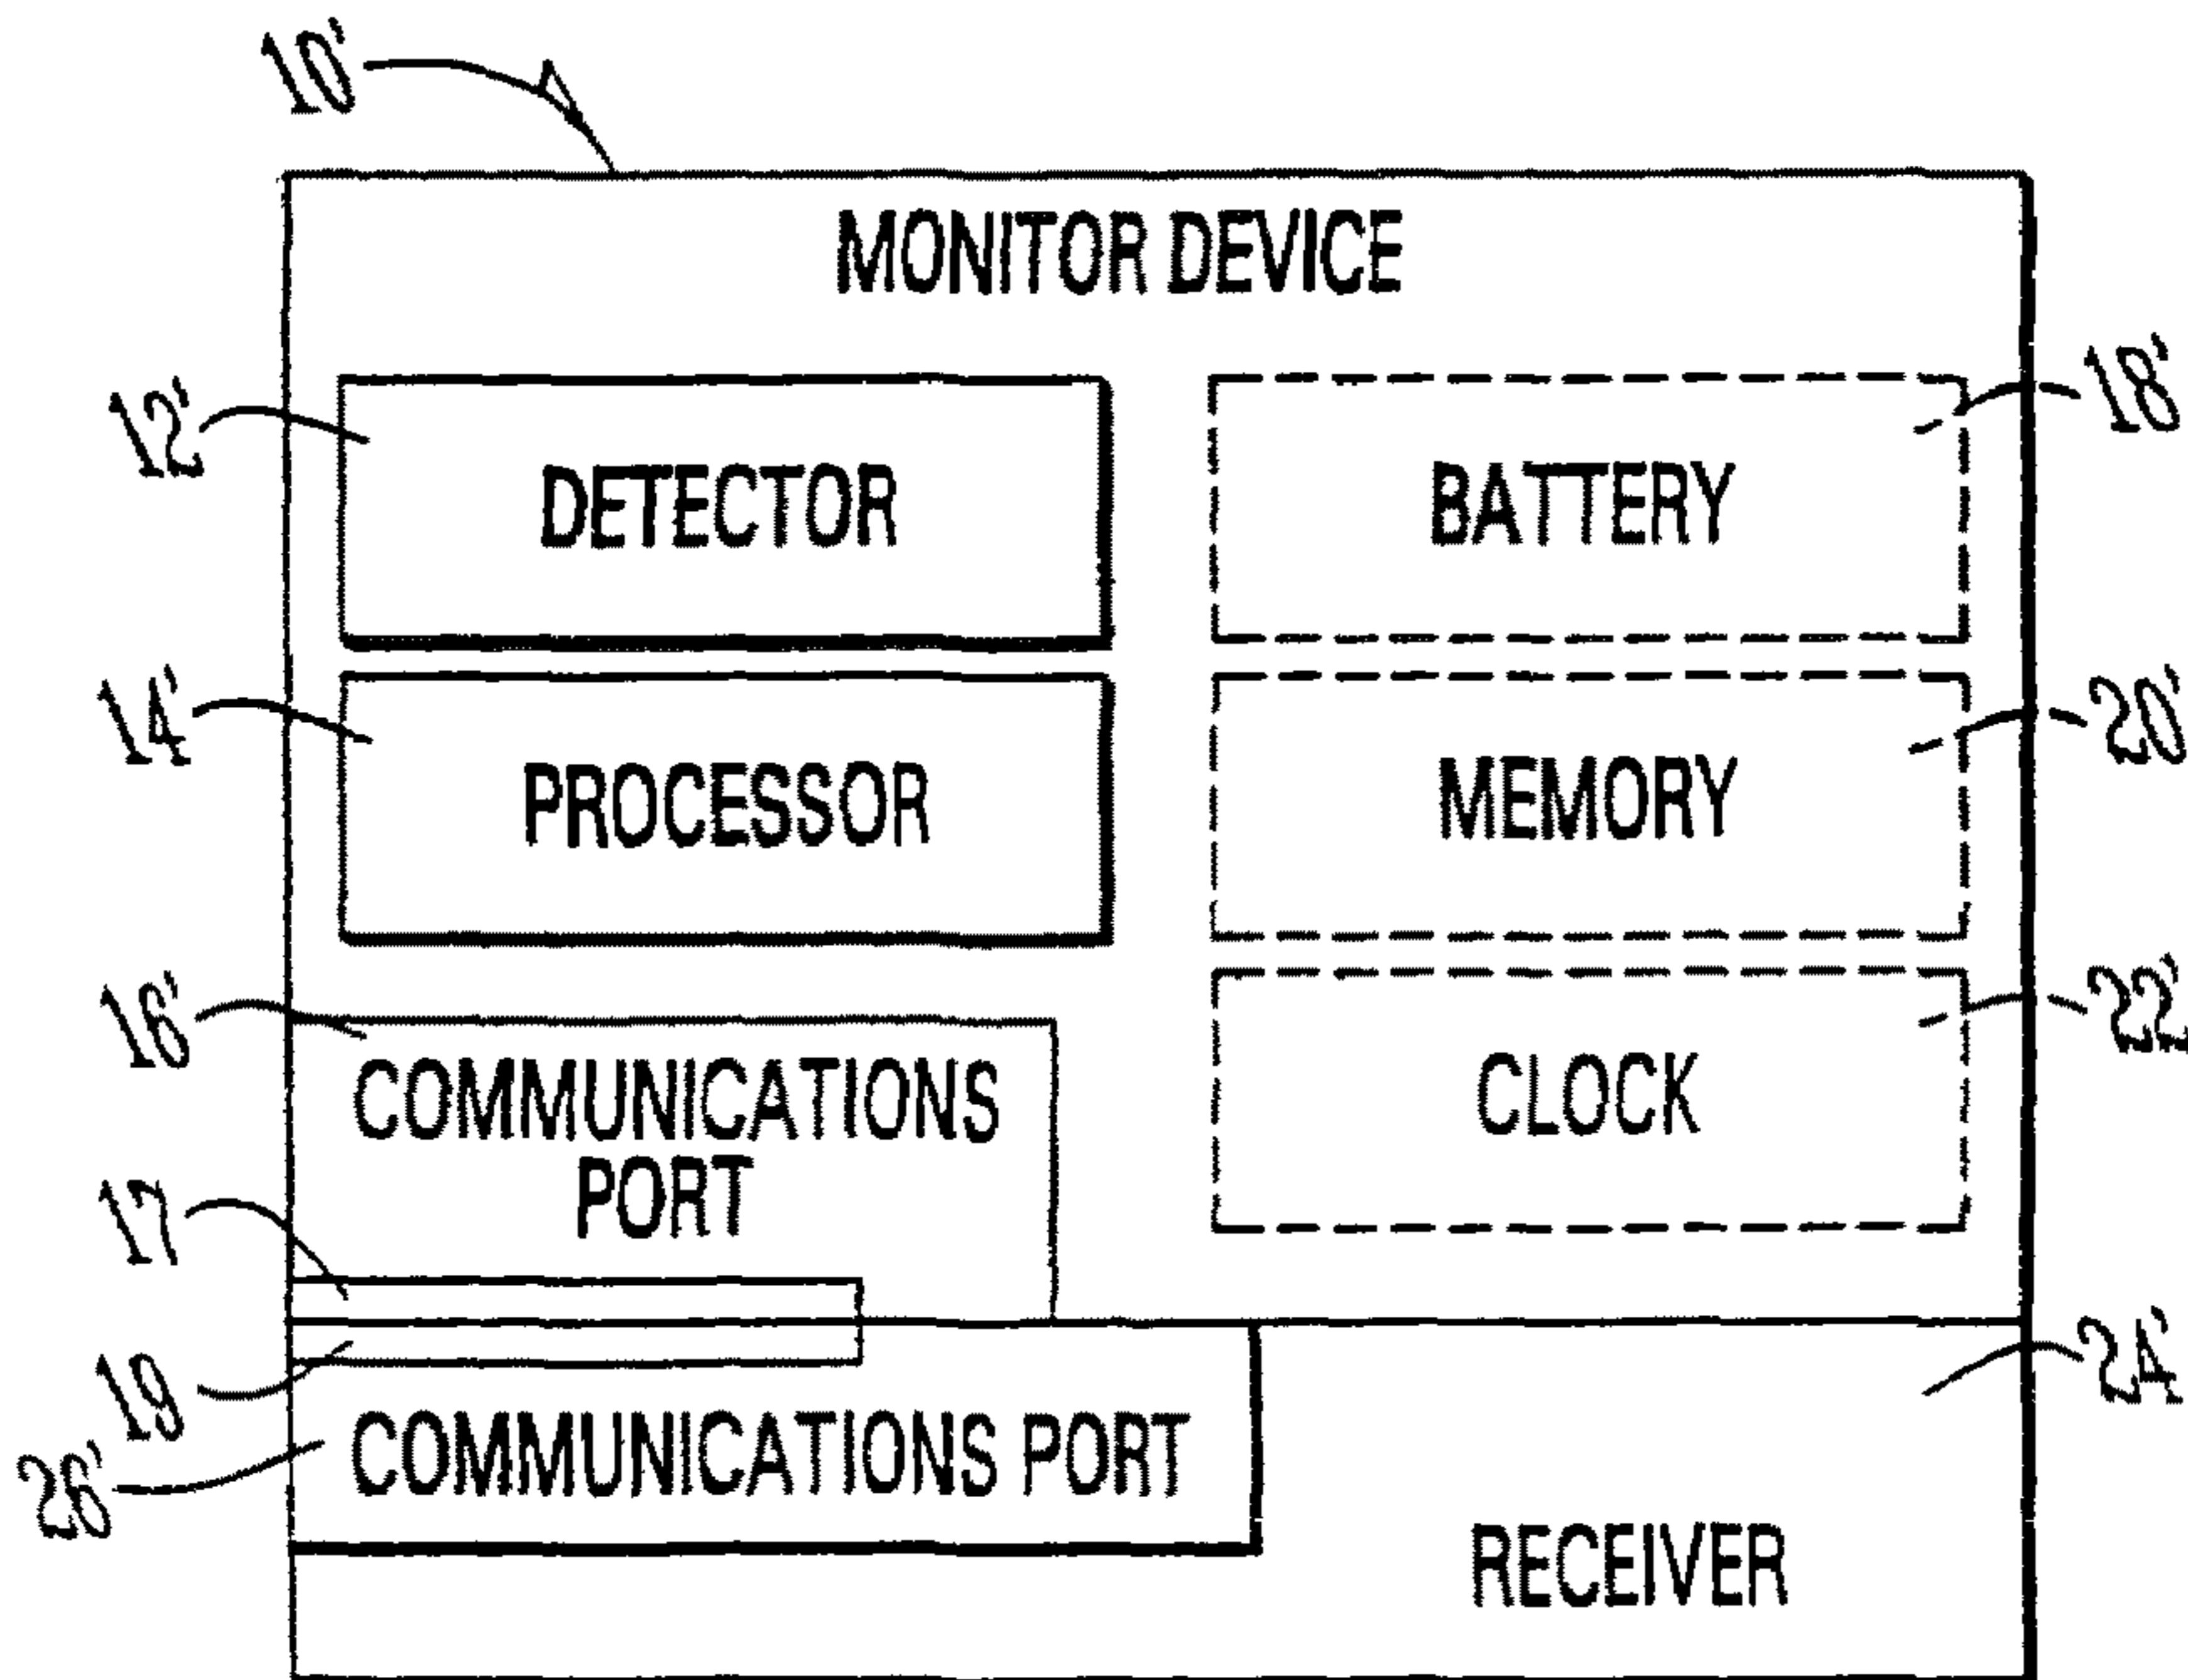 10'
MONITOR DEVICE
12'
DETECTOR
BATTERY
18'
14'
PROCESSOR
MEMORY
20'
16'
COMMUNICATIONS
PORT
CLOCK
22'
17
19
24'
26'
COMMUNICATIONS PORT
RECEIVER